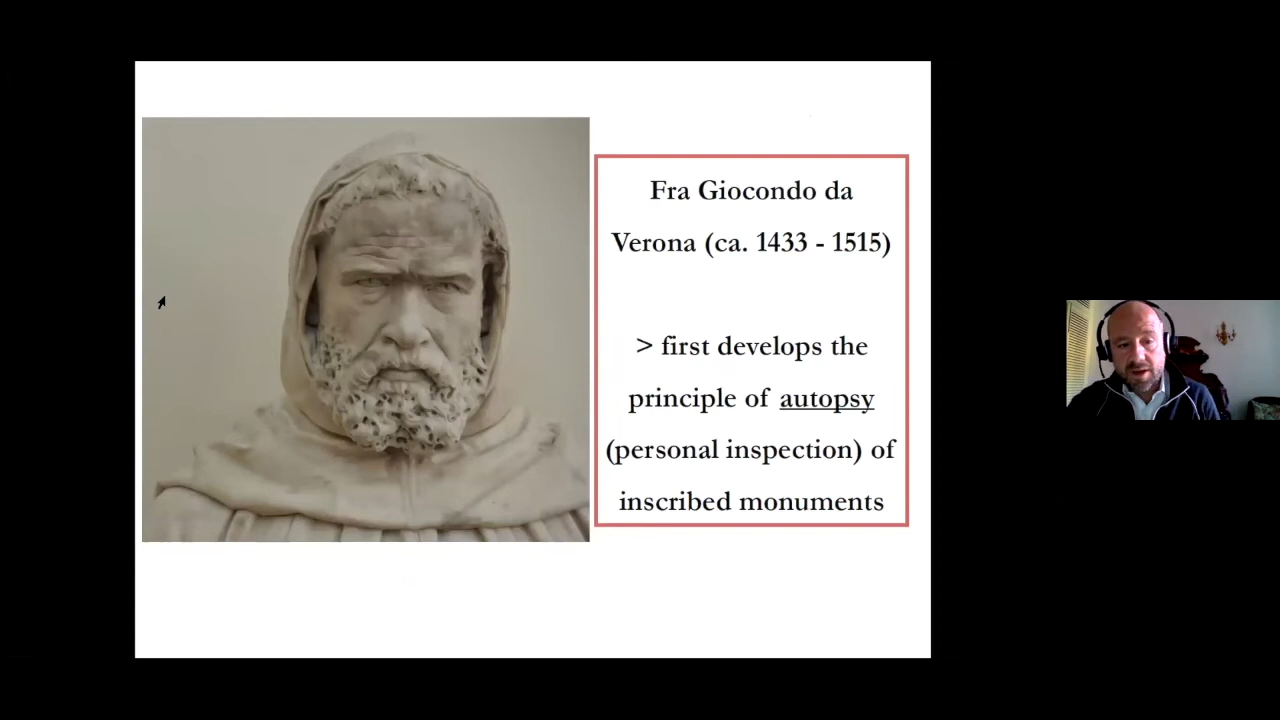 Fra Giocondo da
Verona (ca. 1433 - 1515)
> first develops the
principle of autopsy
(personal inspection) of
inscribed monuments